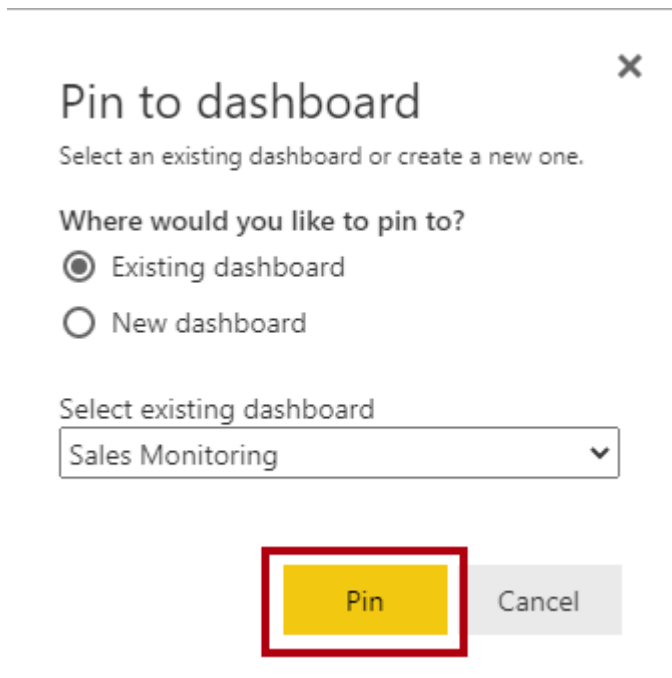 Pin to dashboard
Select an existing dashboard or create a new one.
Where would you like to pin to?
Existing dashboard
New dashboard
Select existing dashboard
Sales Monitoring
Pin
Cancel